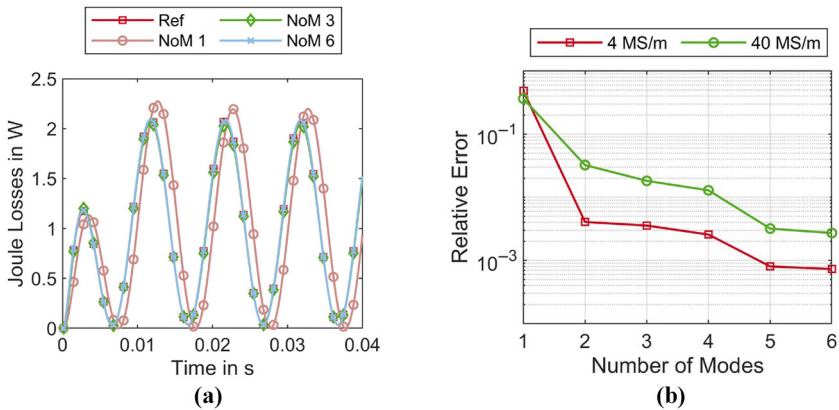 Ref
NoM 3
NoM 1
NoM 6
2.5
2
1.5
1
0.5
0
Joule Losses in W
0
0.01
0.02
0.03
0.04
Time in s
(a)
4 MS/m
40 MS/m
10⁻¹
10⁻³
Relative Error
1
2
3
4
5
6
Number of Modes
(b)